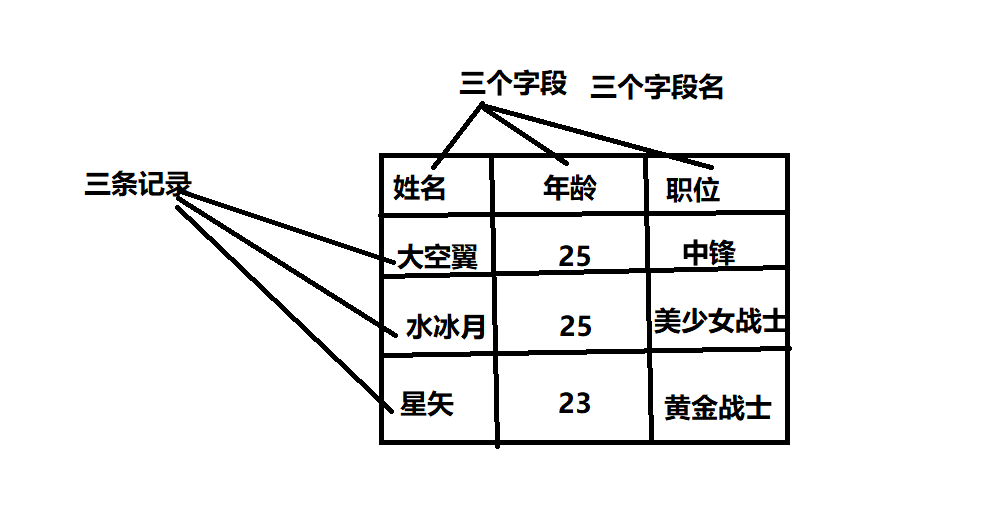 三个字段 三个字段名
三条记录
姓名 年龄 职位
大空翼 25 中锋
水冰月 25 美少女战士
星矢 23 黄金战士